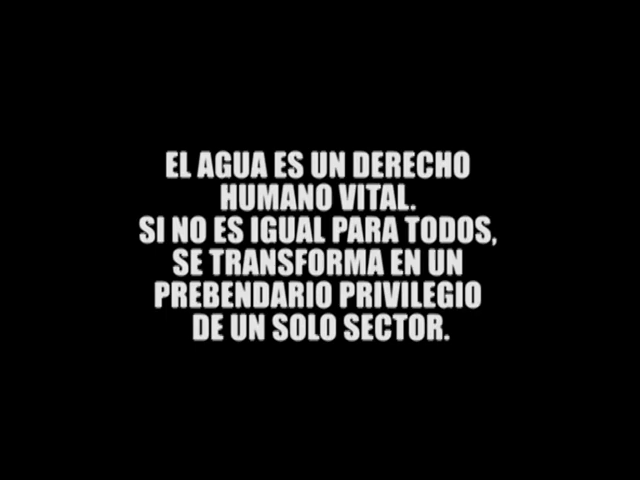 EL AGUA ES UN DERECHO
HUMANO VITAL.
SI NO ES IGUAL PARA TODOS,
SE TRANSFORMA EN UN
PREBENDARIO PRIVILEGIO
DE UN SOLO SECTOR.